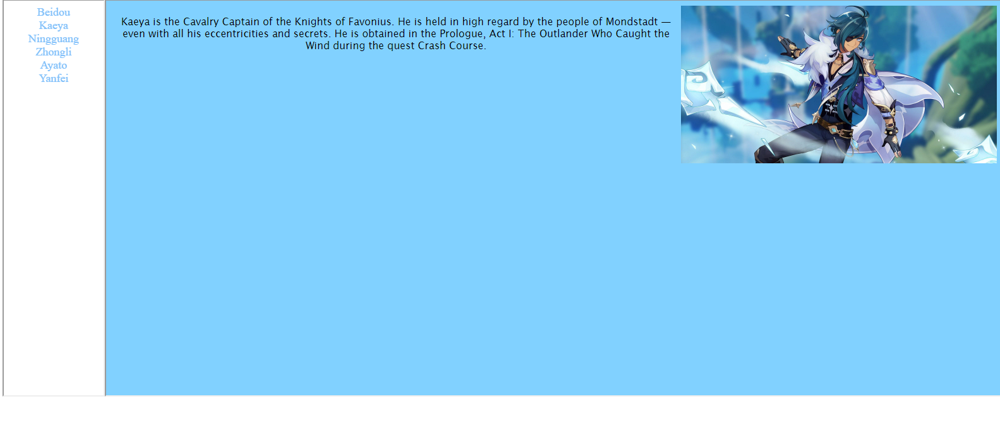 Beidou
Kaeya
Ningguang
Zhongli
Ayato
Yanfei
Kaeya is the Cavalry Captain of the Knights of Favonius. He is held in high regard by the people of Mondstadt —
even with all his eccentricities and secrets. He is obtained in the Prologue, Act I: The Outlander Who Caught the
Wind during the quest Crash Course.